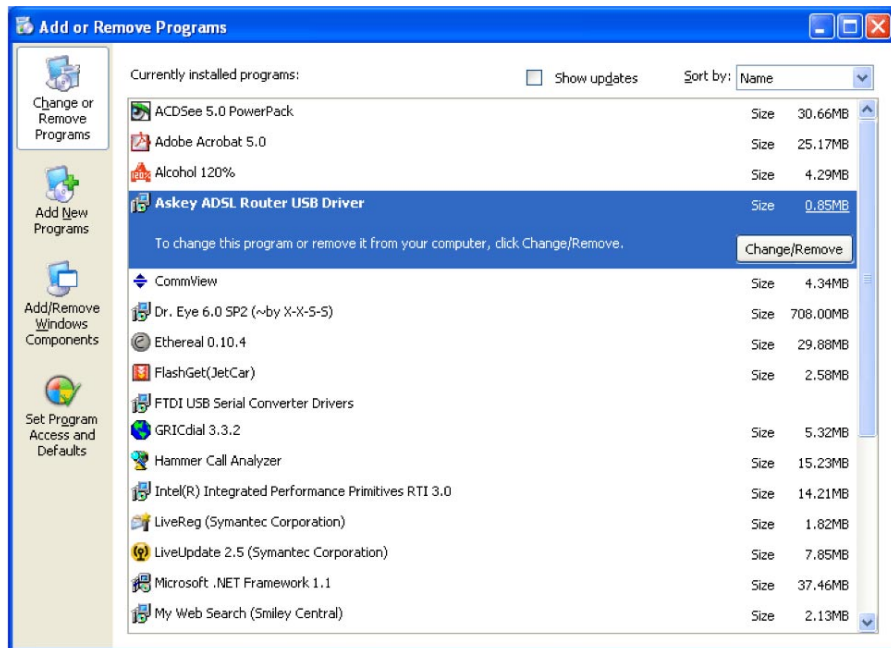 Add or Remove Programs
Change or
Remove
Programs
Add New
Programs
Add/Remove
Windows
Components
Set Program
Access and
Defaults
Currently installed programs: Show updates Sort by: Name
ACDSee 5.0 PowerPack Size 30.66MB
Adobe Acrobat 5.0 Size 25.17MB
Alcohol 120% Size 4.29MB
Askey ADSL Router USB Driver Size 0.85MB
To change this program or remove it from your computer, click Change/Remove. Change/Remove
CommView Size 4.34MB
Dr. Eye 6.0 SP2 (~by X-X-S-S) Size 708.00MB
Ethereal 0.10.4 Size 29.88MB
FlashGet(JetCar) Size 2.58MB
FTDI USB Serial Converter Drivers
GRICdial 3.3.2 Size 5.32MB
Hammer Call Analyzer Size 15.23MB
Intel(R) Integrated Performance Primitives RTI 3.0 Size 14.21MB
LiveReg (Symantec Corporation) Size 1.82MB
LiveUpdate 2.5 (Symantec Corporation) Size 7.85MB
Microsoft .NET Framework 1.1 Size 37.46MB
My Web Search (Smiley Central) Size 2.13MB